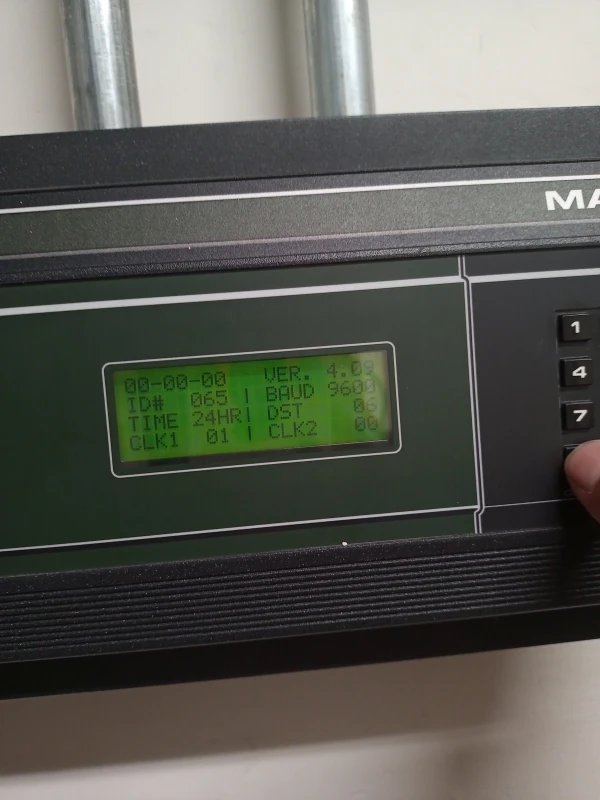 MA
00-00-00 VER. 4.09
ID# 065 | BAUD 9600
TIME 24HR| DST 06
CLK1 01 | CLK2 00
1
4
7